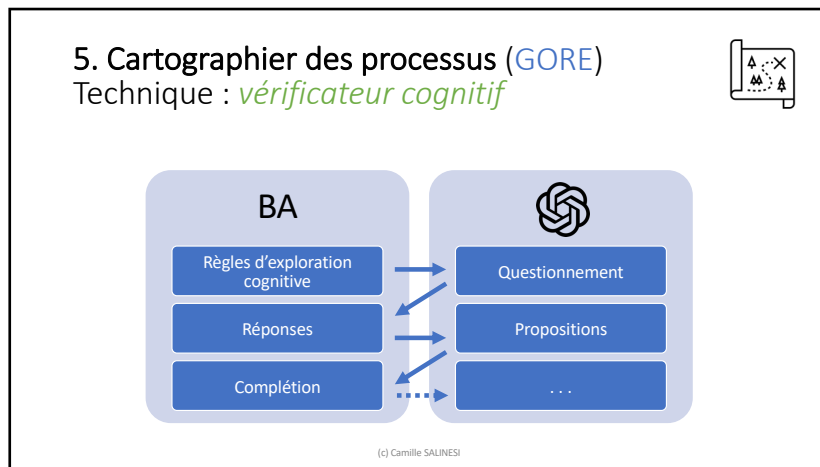 5. Cartographier des processus (GORE)
Technique : vérificateur cognitif
BA
Règles d'exploration
cognitive
Questionnement
Réponses
Propositions
Complétion
. . .
(c) Camille SALINESI